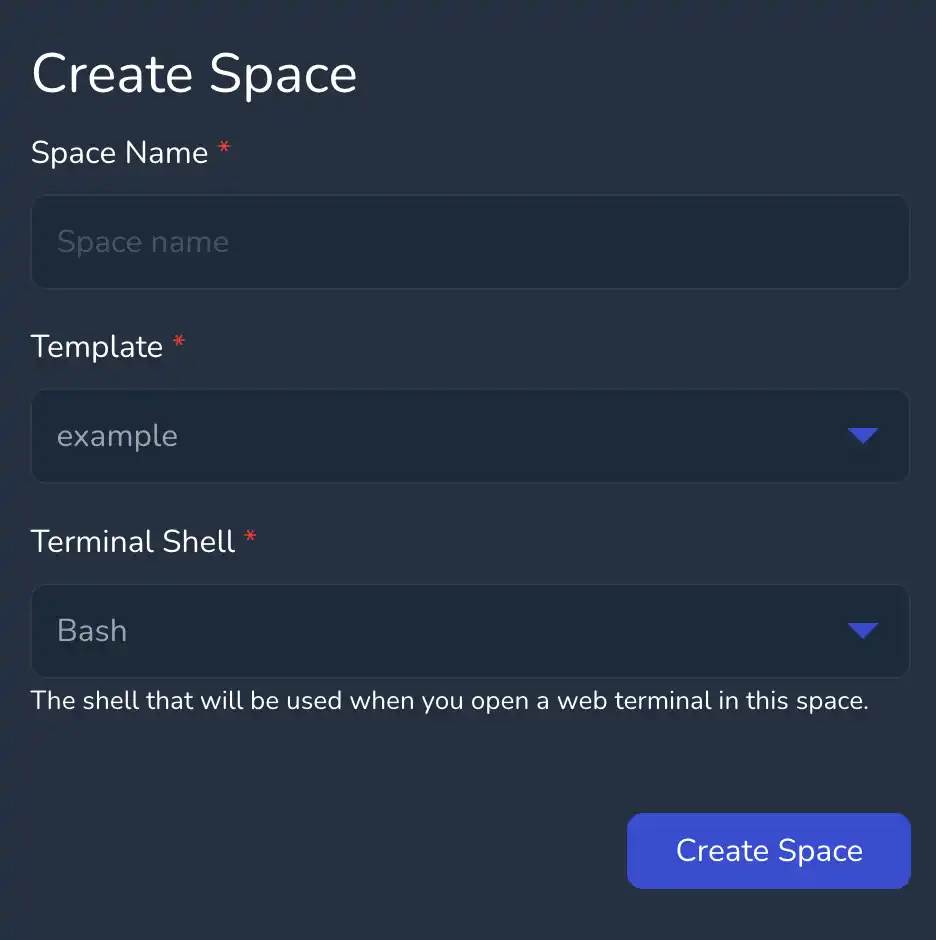 Create Space
Space Name *
Space name
Template *
example
Terminal Shell *
Bash
The shell that will be used when you open a web terminal in this space.
Create Space